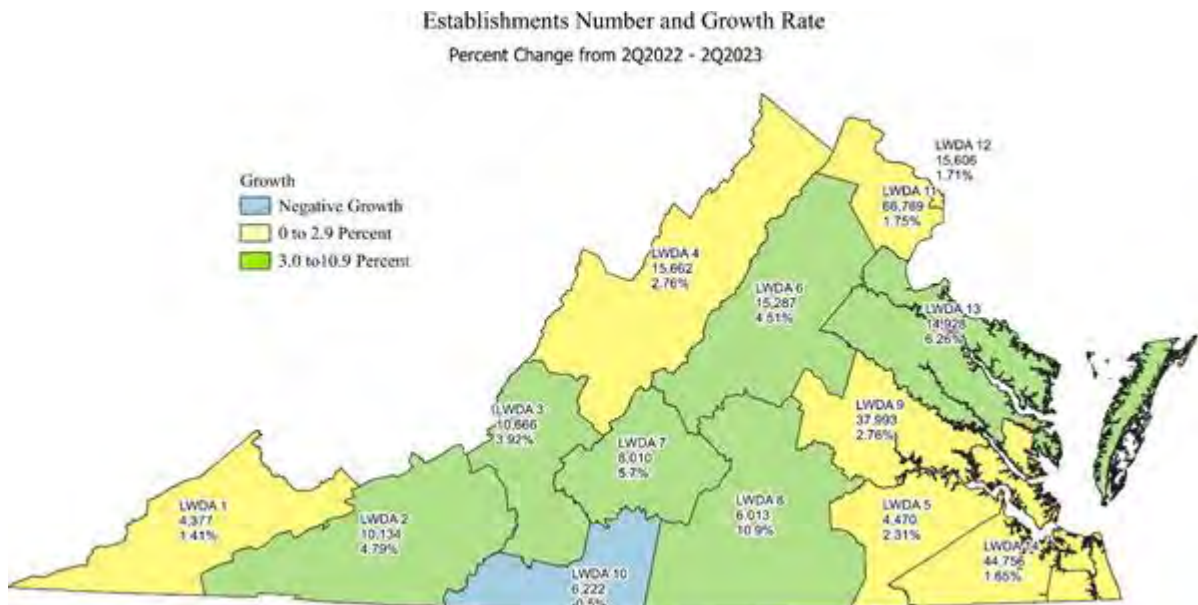 Establishments Number and Growth Rate
Percent Change from 2Q2022 - 2Q2023
Growth
Negative Growth
0 to 2.9 Percent
3.0 to10.9 Percent
LWDA 12
15,606
1.71%
LWDA 11
66,789
1.75%
LWDA 4
15,662
2.76%
LWDA 6
15,287
4.51%
LWDA 13
14,928
6.26%
LWDA 3
10,666
3.92%
LWDA 9
37,993
2.76%
LWDA 7
8,010
5.7%
LWDA 1
4,377
1.41%
LWDA 2
10,134
4.79%
LWDA 8
6,013
10.9%
LWDA 5
4,470
2.31%
LWDA 14
44,756
1.65%
LWDA 10
6,222
-0.5%